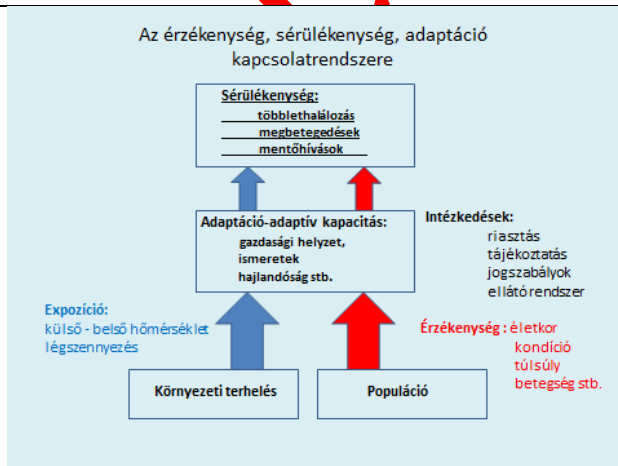 Az érzékenység, sérülékenység, adaptáció
kapcsolatrendszere
Sérülékenység:
többlethalálozás
megbetegedések
mentőhívások
Adaptáció-adaptív kapacitás:
gazdasági helyzet,
ismeretek
hajlandóság stb.
Intézkedések:
riasztás
tájékoztatás
jogszabályok
ellátó rendszer
Expozíció:
külső - belső hőmérséklet
légszennyezés
Érzékenység : életkor
kondíció
túlsúly
betegség stb.
Környezeti terhelés
Populáció